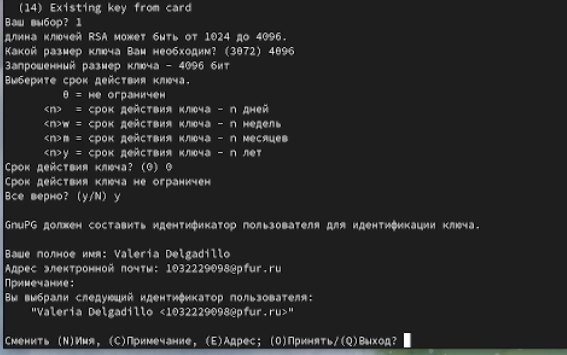 (14) Existing key from card
Ваш выбор? 1
длина ключей RSA может быть от 1024 до 4096.
Какой размер ключа Вам необходим? (3072) 4096
Запрошенный размер ключа - 4096 бит
Выберите срок действия ключа.
0 = не ограничен
<n> = срок действия ключа - n дней
<n>w = срок действия ключа - n недель
<n>m = срок действия ключа - n месяцев
<n>y = срок действия ключа - n лет
Срок действия ключа? (0) 0
Срок действия ключа не ограничен
Все верно? (y/N) y
GnuPG должен составить идентификатор пользователя для идентификации ключа.
Ваше полное имя: Valeria Delgadillo
Адрес электронной почты: 1032229098@pfur.ru
Примечание:
Вы выбрали следующий идентификатор пользователя:
"Valeria Delgadillo <1032229098@pfur.ru>"
Сменить (N)Имя, (C)Примечание, (E)Адрес; (O)Принять/(Q)Выход?